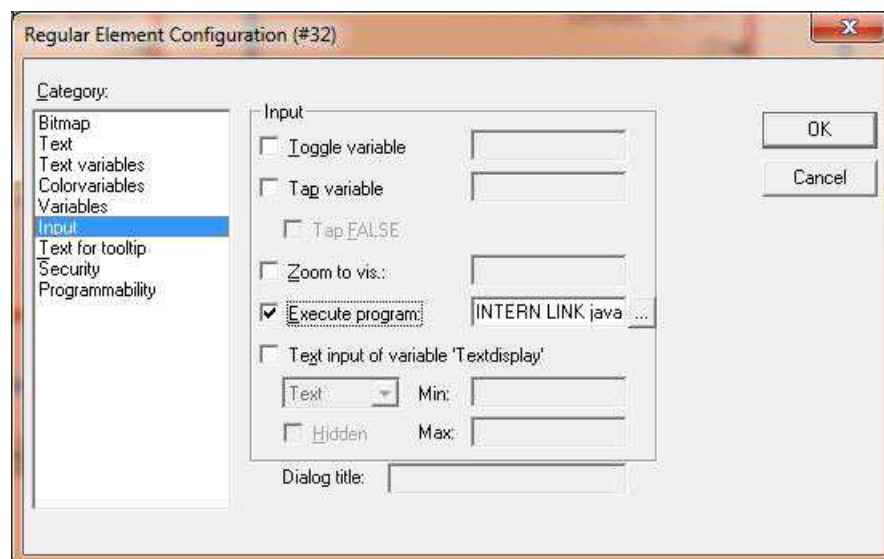 Regular Element Configuration (#32)
Category:
Bitmap
Text
Text variables
Colorvariables
Variables
Input
Text for tooltip
Security
Programmability
Input
Toggle variable
Tap variable
Tap FALSE
Zoom to vis.:
Execute program: INTERN LINK java ...
Text input of variable 'Textdisplay'
Text Min:
Hidden Max:
Dialog title:
OK
Cancel